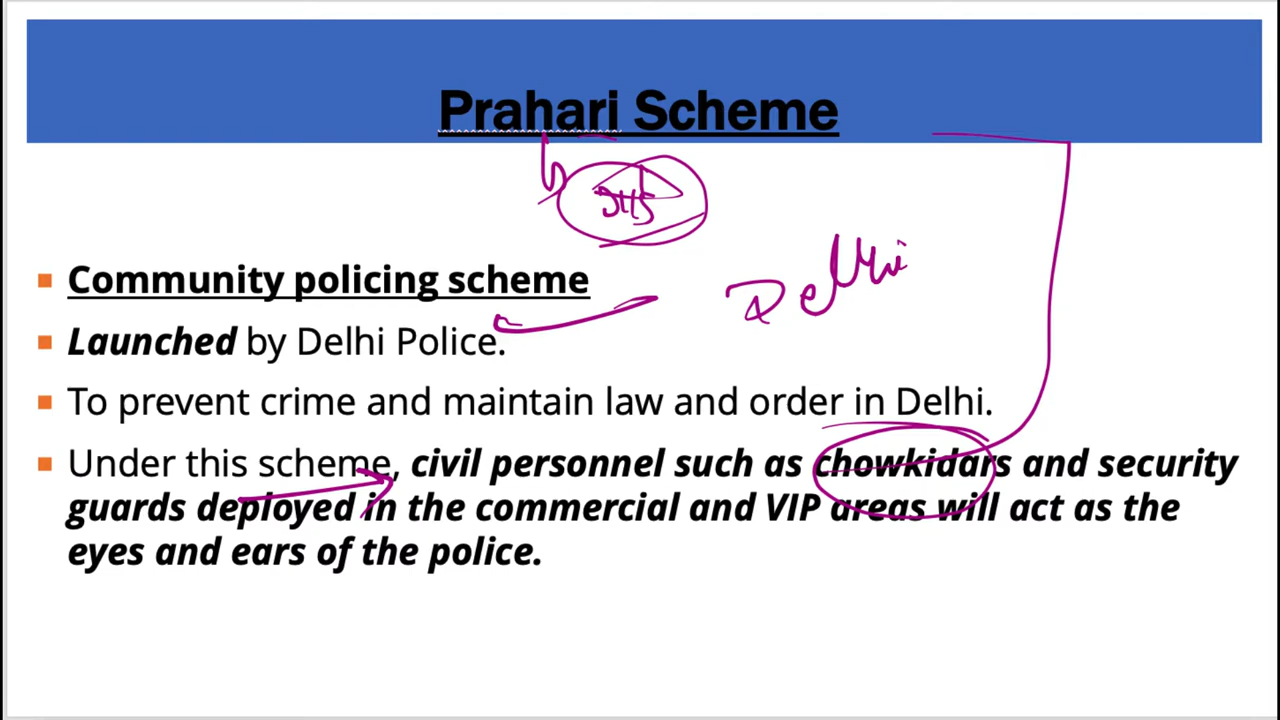 Prahari Scheme
Delhi
■ Community policing scheme
■ Launched by Delhi Police.
■ To prevent crime and maintain law and order in Delhi.
■ Under this scheme, civil personnel such as chowkidars and security
guards deployed in the commercial and VIP areas will act as the
eyes and ears of the police.